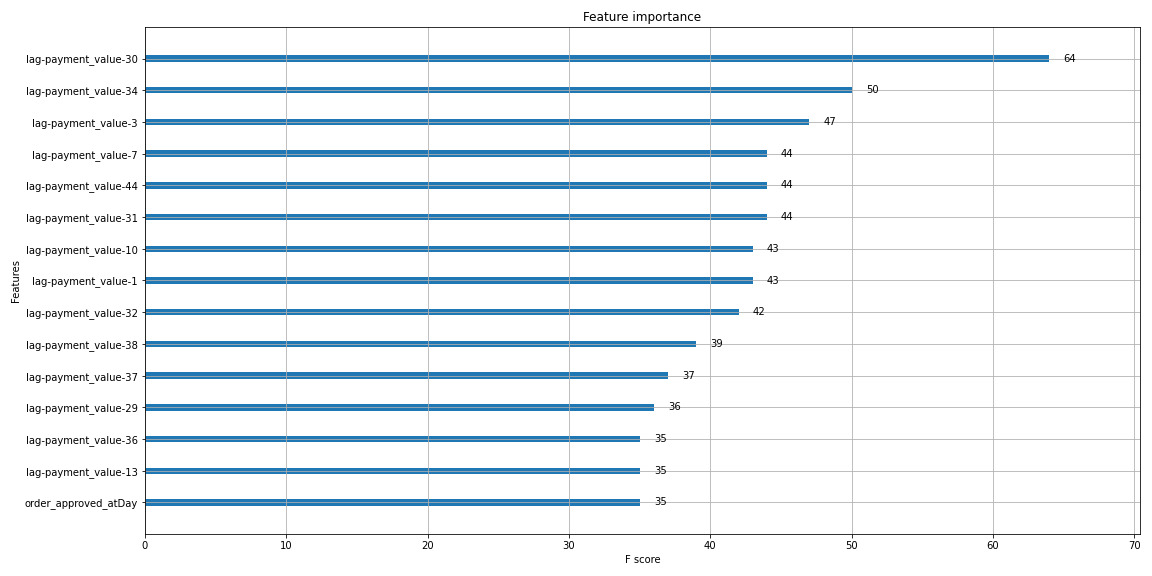 Feature importance
lag-payment_value-30 64
lag-payment_value-34 50
lag-payment_value-3 47
lag-payment_value-7 44
lag-payment_value-44 44
lag-payment_value-31 44
lag-payment_value-10 43
lag-payment_value-1 43
lag-payment_value-32 42
lag-payment_value-38 39
lag-payment_value-37 37
lag-payment_value-29 36
lag-payment_value-36 35
lag-payment_value-13 35
order_approved_atDay 35
Features
0 10 20 30 40 50 60 70
F score